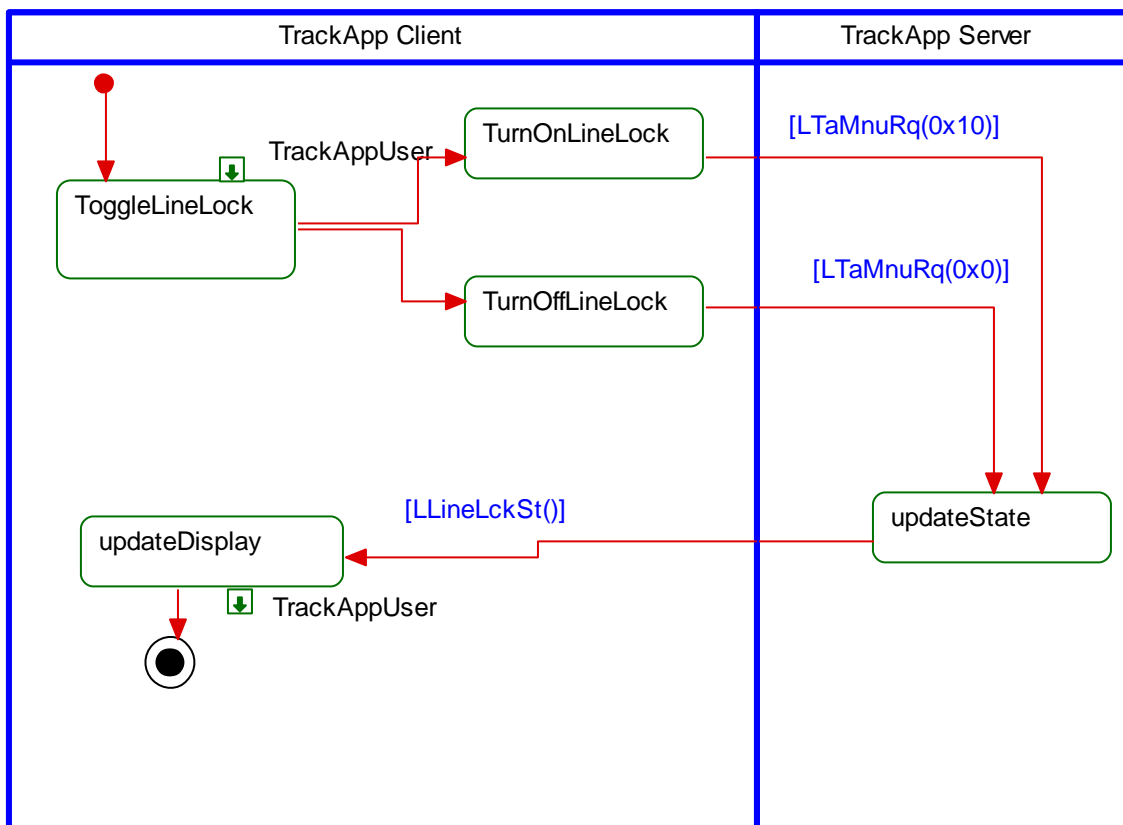 TrackApp Client
TrackApp Server
TurnOnLineLock
[LTaMnuRq(0x10)]
TrackAppUser
ToggleLineLock
[LTaMnuRq(0x0)]
TurnOffLineLock
[LLineLckSt()]
updateState
updateDisplay
TrackAppUser